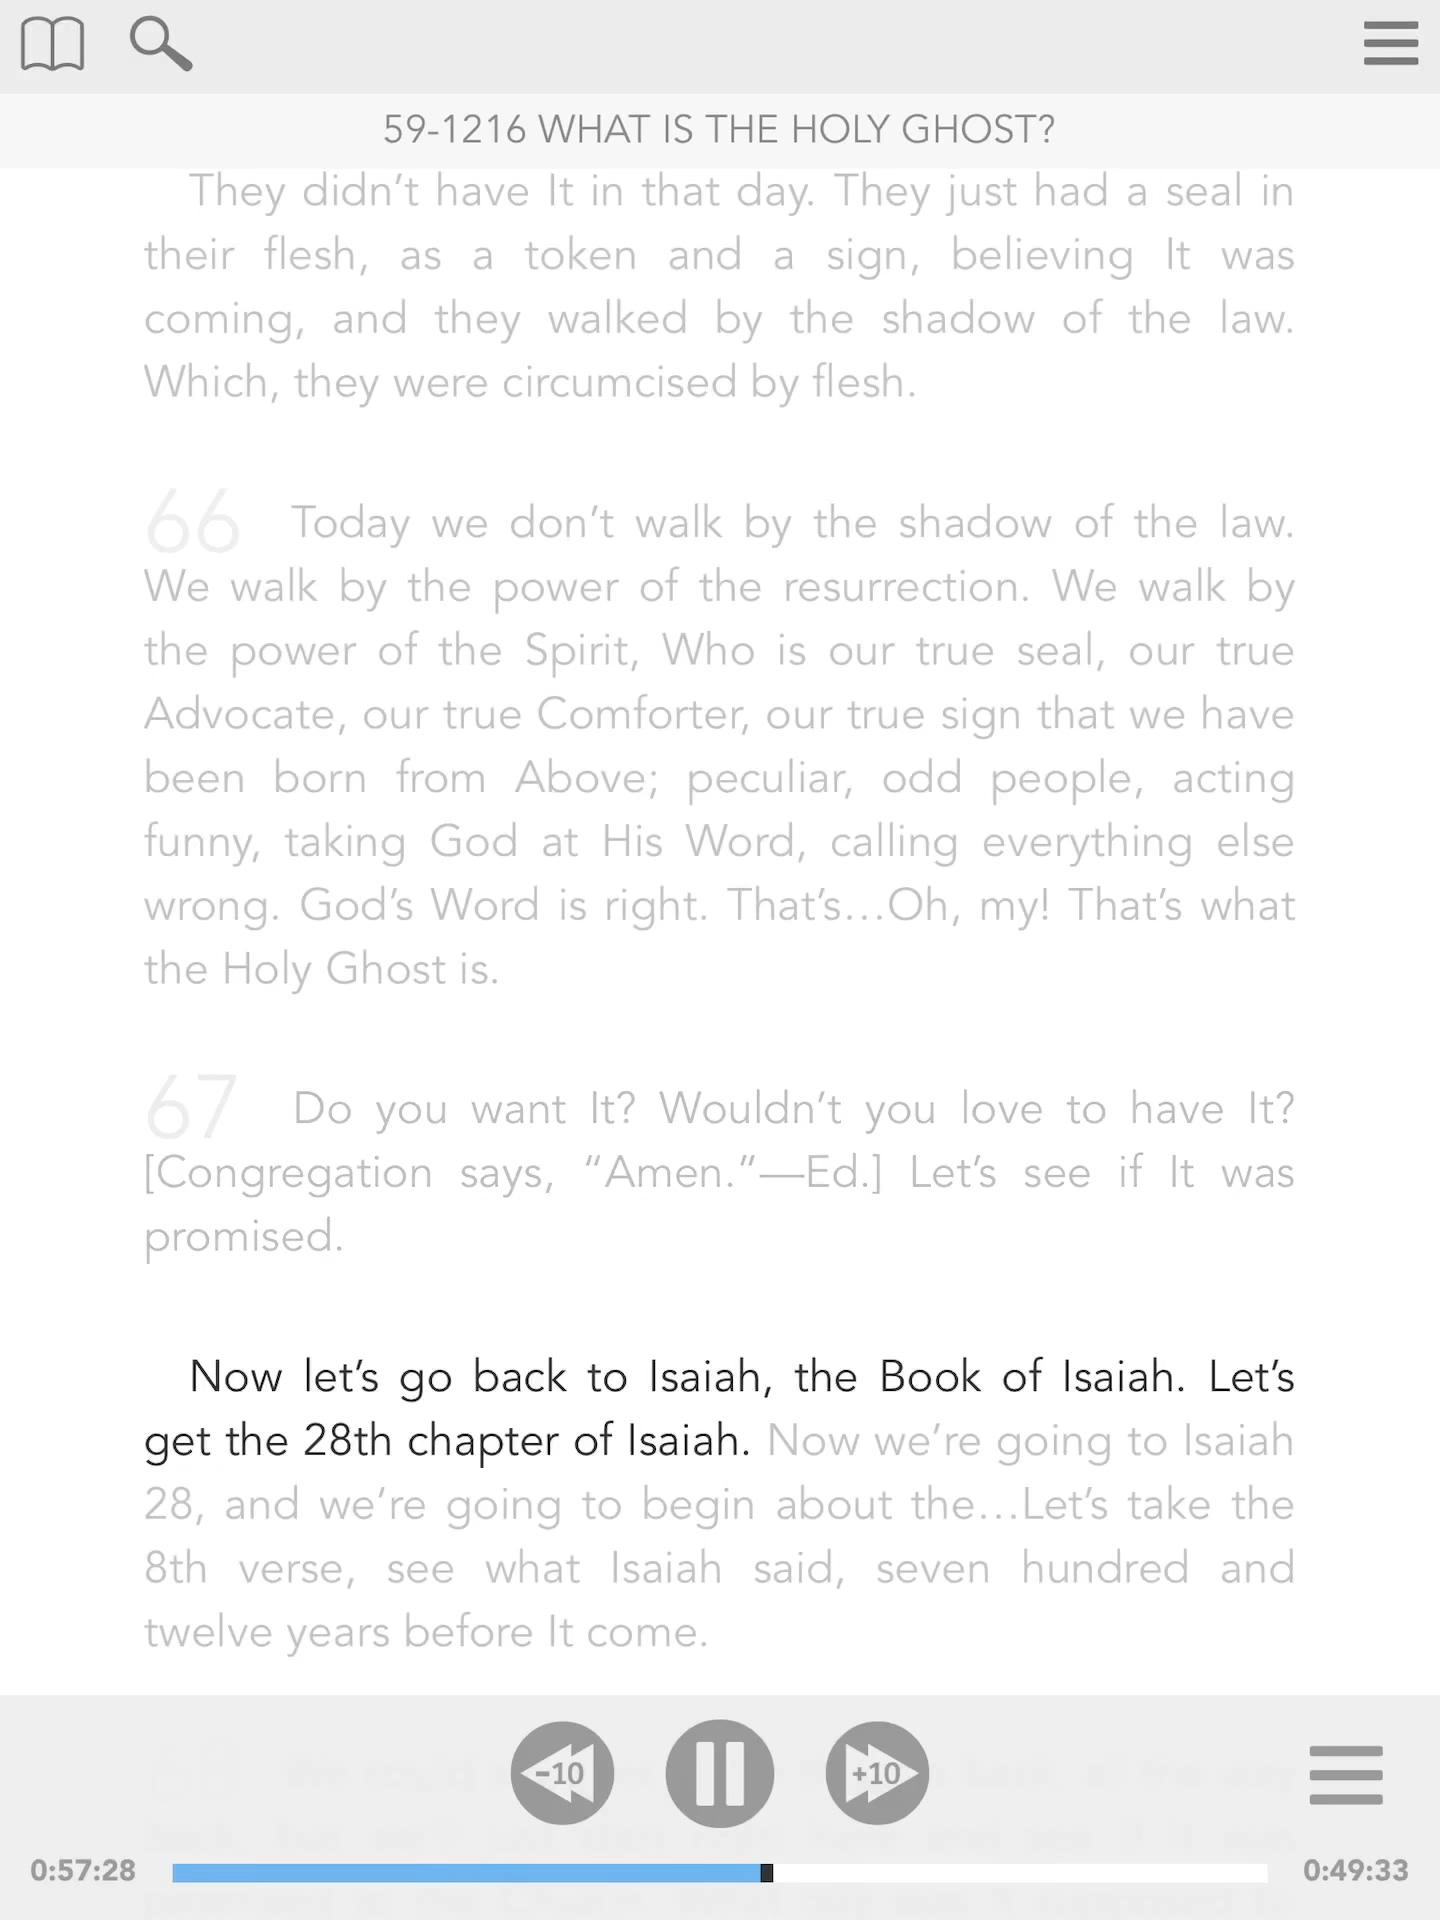 59-1216 WHAT IS THE HOLY GHOST?
They didn’t have It in that day. They just had a seal in
their flesh, as a token and a sign, believing It was
coming, and they walked by the shadow of the law.
Which, they were circumcised by flesh.
66 Today we don’t walk by the shadow of the law.
We walk by the power of the resurrection. We walk by
the power of the Spirit, Who is our true seal, our true
Advocate, our true Comforter, our true sign that we have
been born from Above; peculiar, odd people, acting
funny, taking God at His Word, calling everything else
wrong. God’s Word is right. That’s…Oh, my! That’s what
the Holy Ghost is.
67 Do you want It? Wouldn’t you love to have It?
[Congregation says, “Amen.”—Ed.] Let’s see if It was
promised.
Now let’s go back to Isaiah, the Book of Isaiah. Let’s
get the 28th chapter of Isaiah. Now we’re going to Isaiah
28, and we’re going to begin about the…Let’s take the
8th verse, see what Isaiah said, seven hundred and
twelve years before It come.
-10 +10
0:57:28 0:49:33